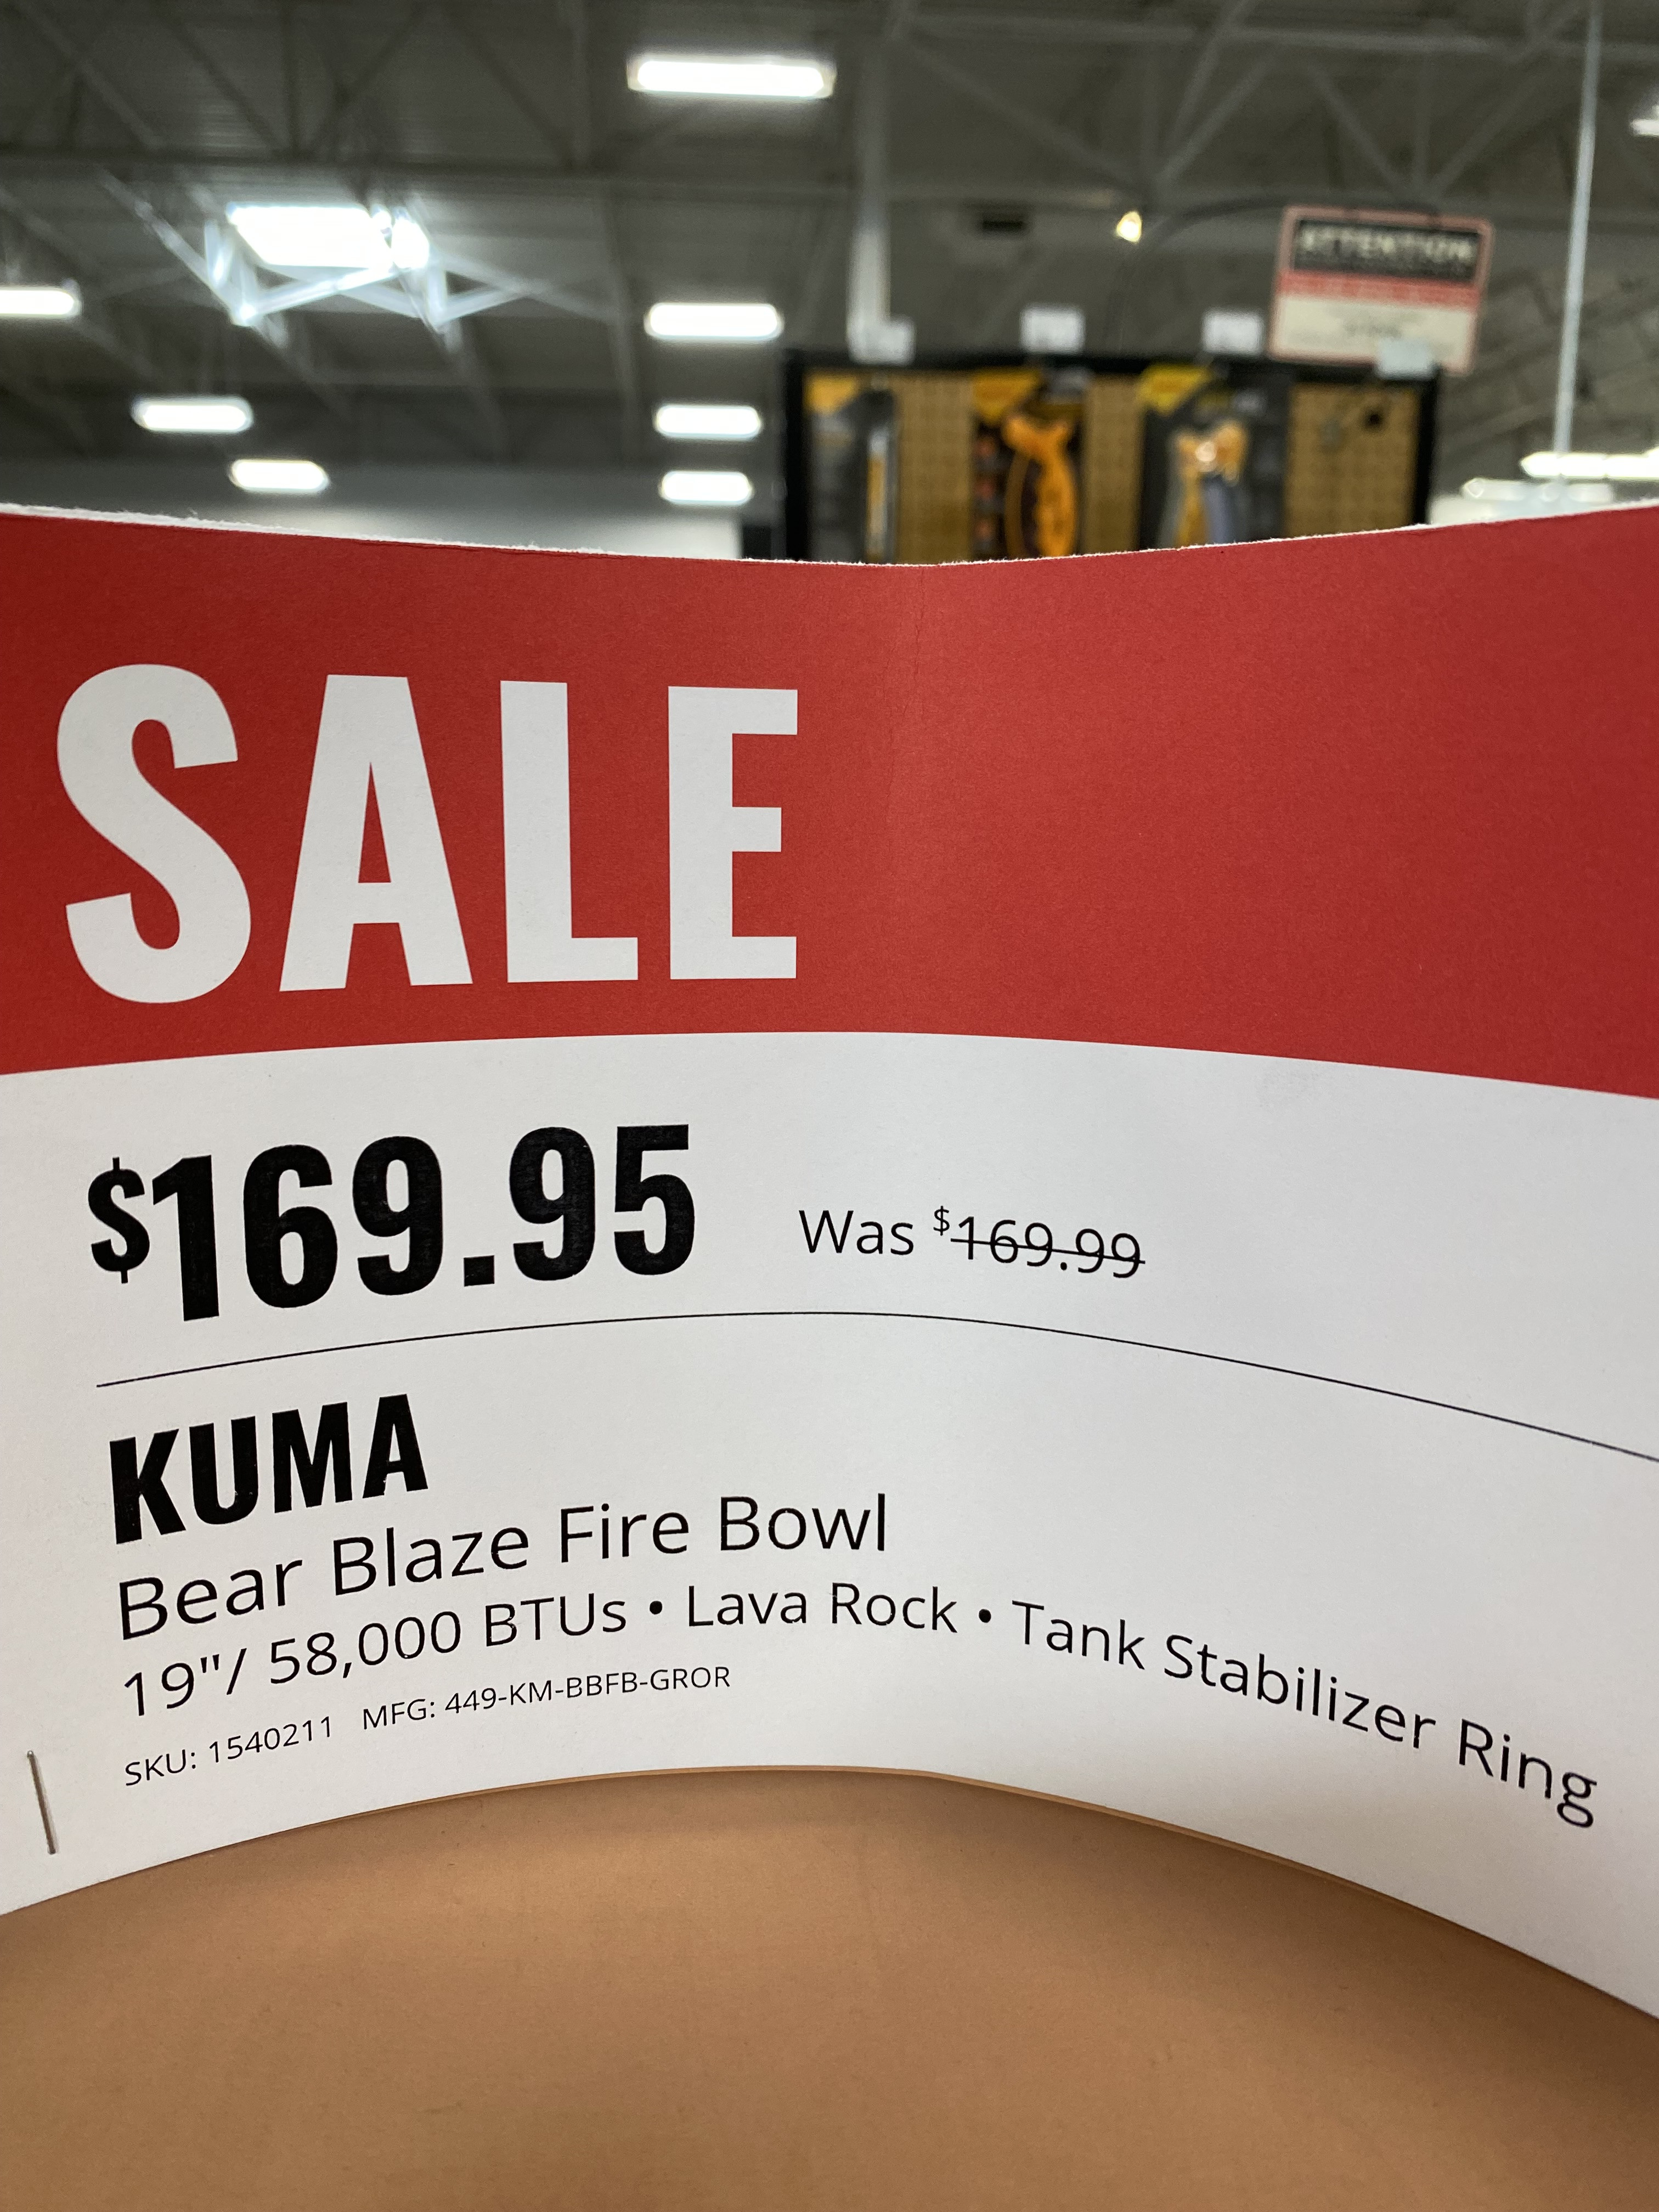 ATTENTION
SALE
$169.95 Was $169.99
KUMA
Bear Blaze Fire Bowl
19"/ 58,000 BTUs • Lava Rock • Tank Stabilizer Ring
SKU: 1540211 MFG: 449-KM-BBFB-GROR